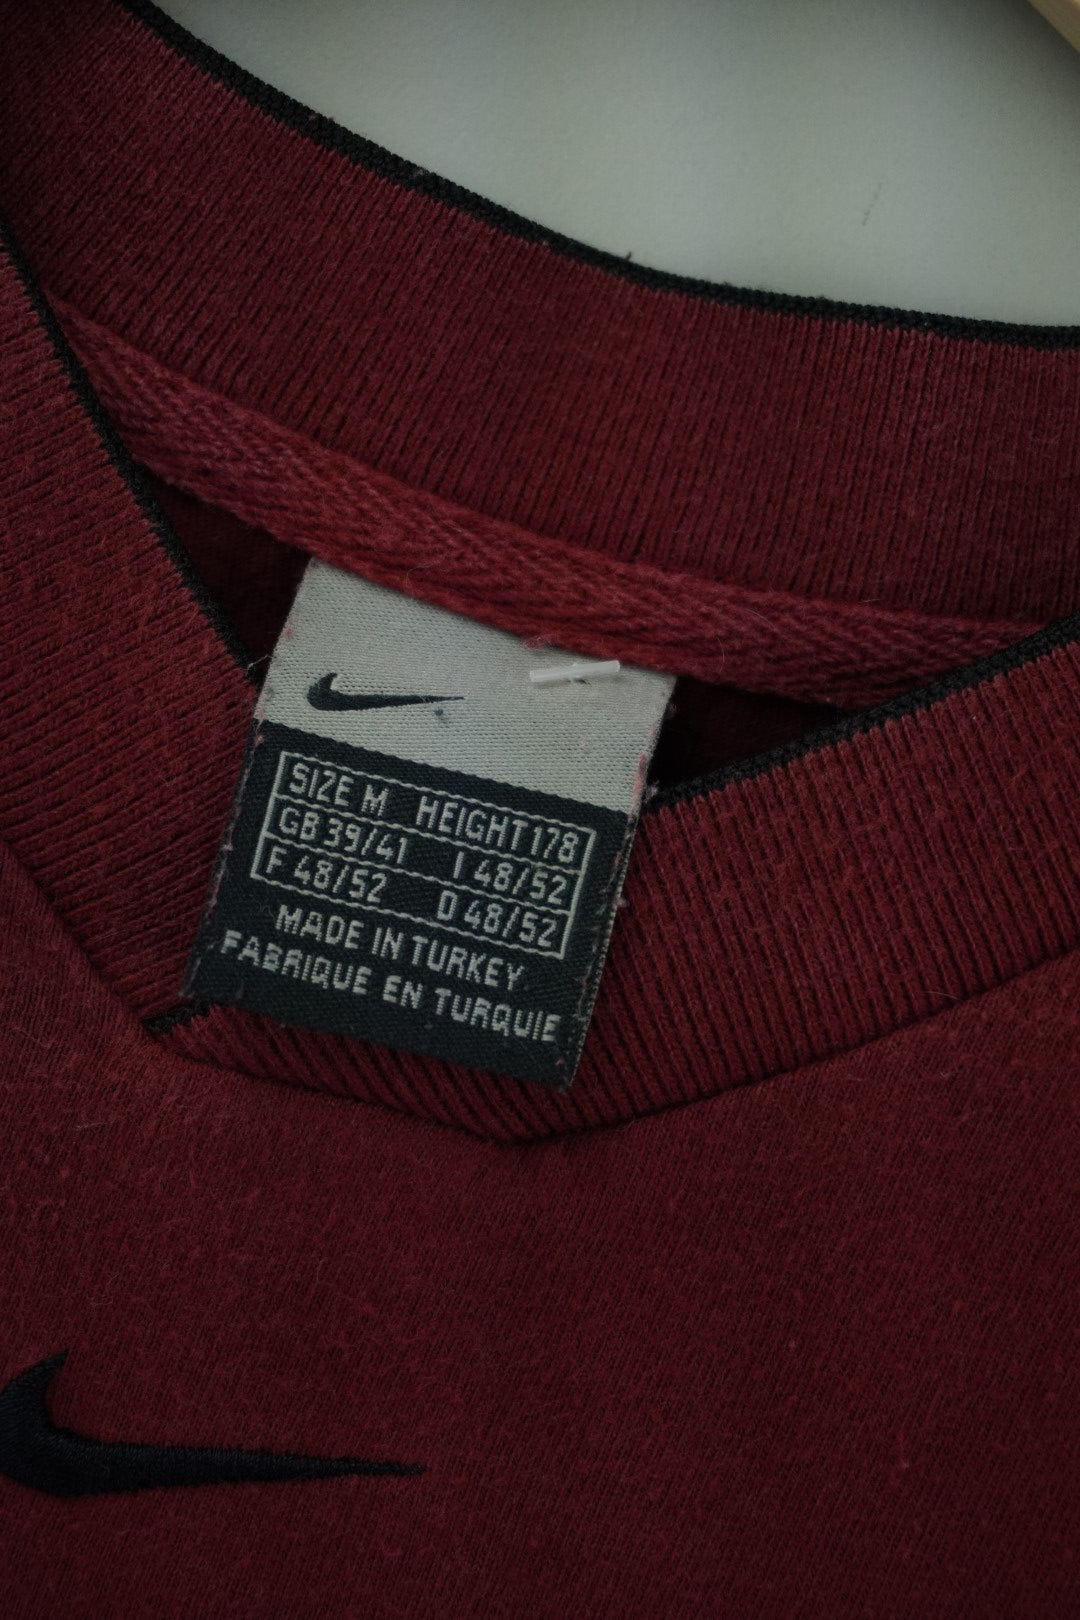 SIZE M HEIGHT 178
GB 39/41 I 48/52
F 48/52 D 48/52
MADE IN TURKEY
FABRIQUE EN TURQUIE